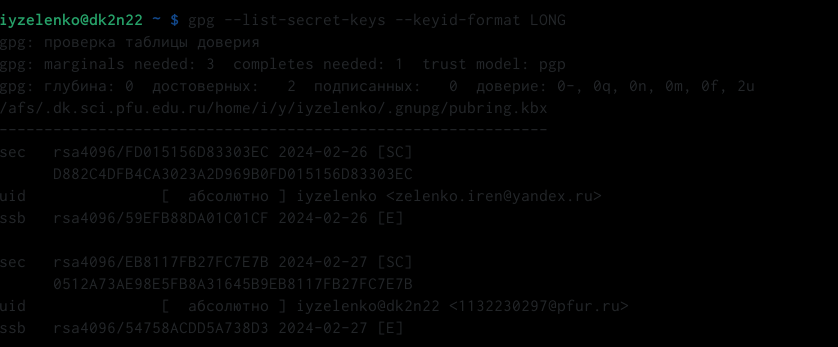 iyzelenko@dk2n22 ~ $ gpg --list-secret-keys --keyid-format LONG
gpg: проверка таблицы доверия
gpg: marginals needed: 3  completes needed: 1  trust model: pgp
gpg: глубина: 0  достоверных:   2  подписанных:   0  доверие: 0-, 0q, 0n, 0m, 0f, 2u
/afs/.dk.sci.pfu.edu.ru/home/i/y/iyzelenko/.gnupg/pubring.kbx
-------------------------------------------------------------
sec   rsa4096/FD015156D83303EC 2024-02-26 [SC]
      D882C4DFB4CA3023A2D969B0FD015156D83303EC
uid               [  абсолютно ] iyzelenko <zelenko.iren@yandex.ru>
ssb   rsa4096/59EFB88DA01C01CF 2024-02-26 [E]

sec   rsa4096/EB8117FB27FC7E7B 2024-02-27 [SC]
      0512A73AE98E5FB8A31645B9EB8117FB27FC7E7B
uid               [  абсолютно ] iyzelenko@dk2n22 <1132230297@pfur.ru>
ssb   rsa4096/54758ACDD5A738D3 2024-02-27 [E]